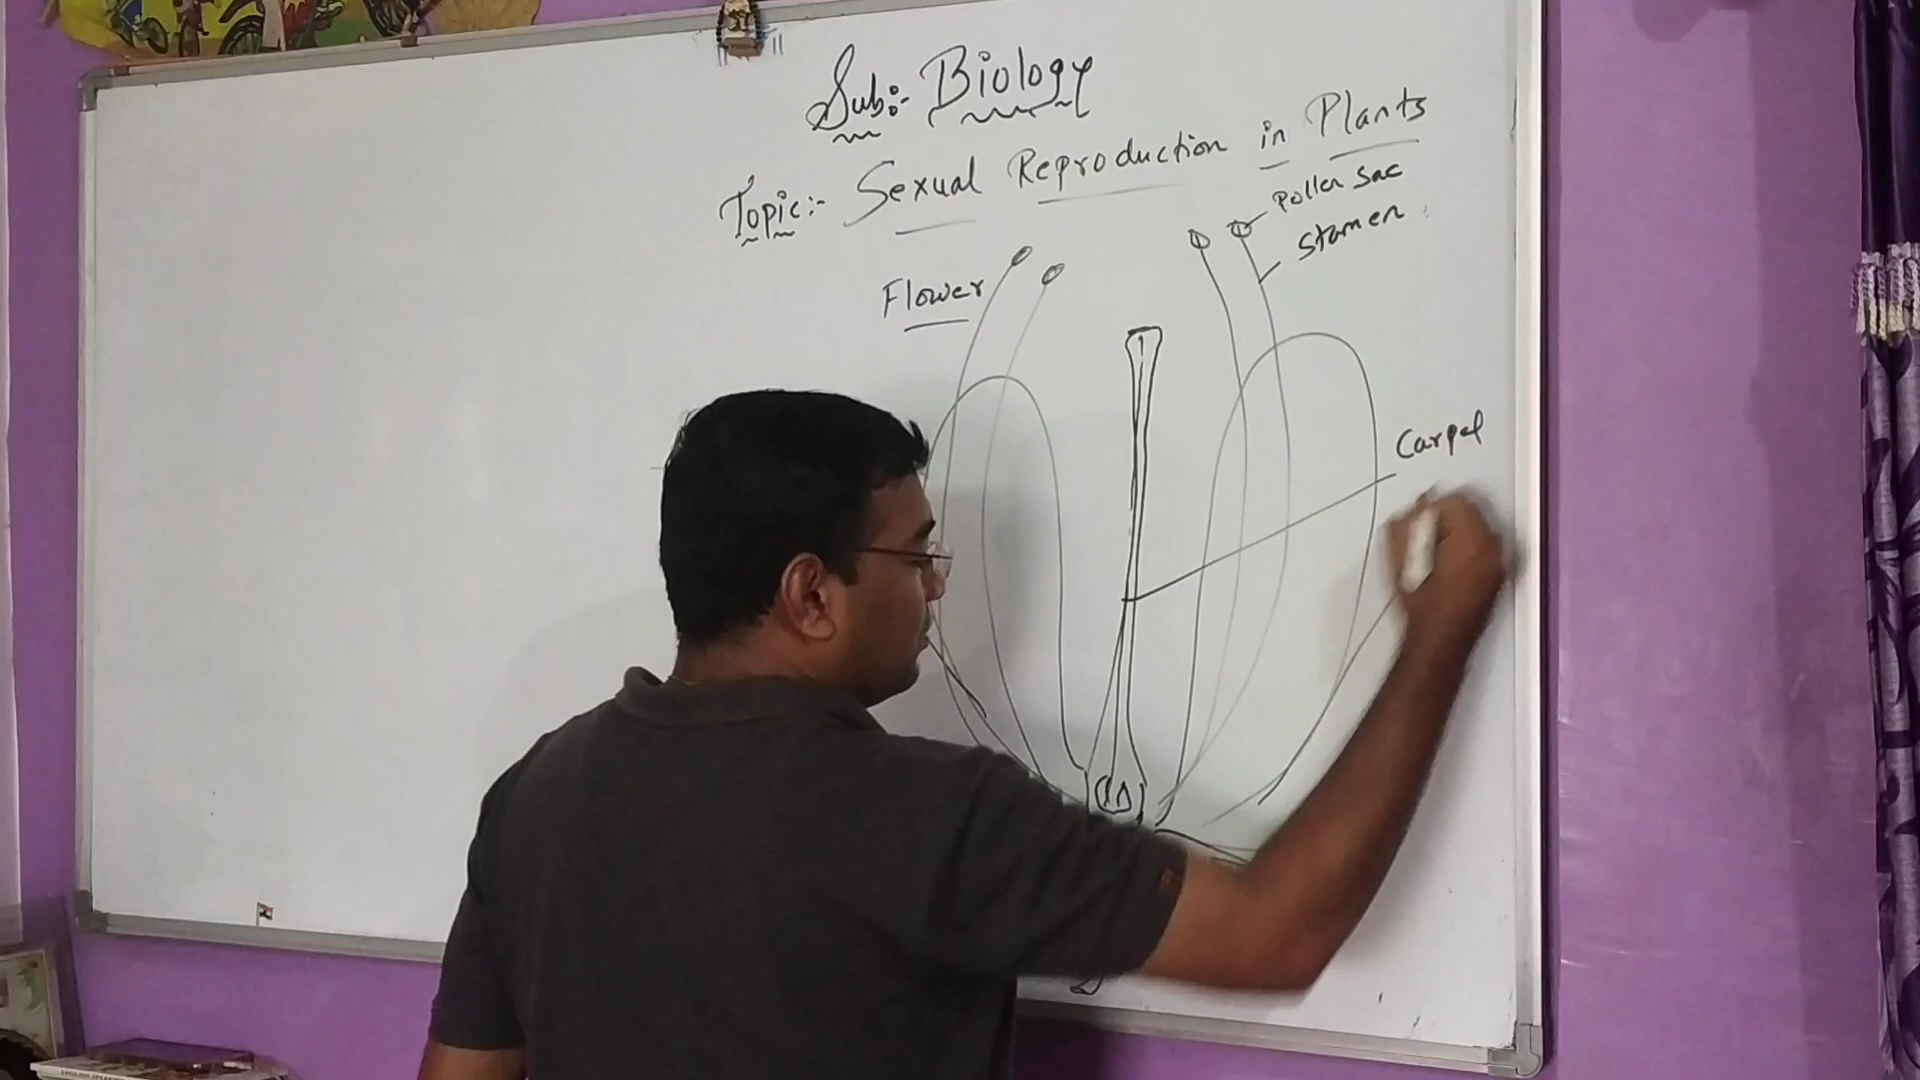 Sub:- Biology
Topic:- Sexual Reproduction in Plants
Pollen sac
Stamen
Flower
Carpel